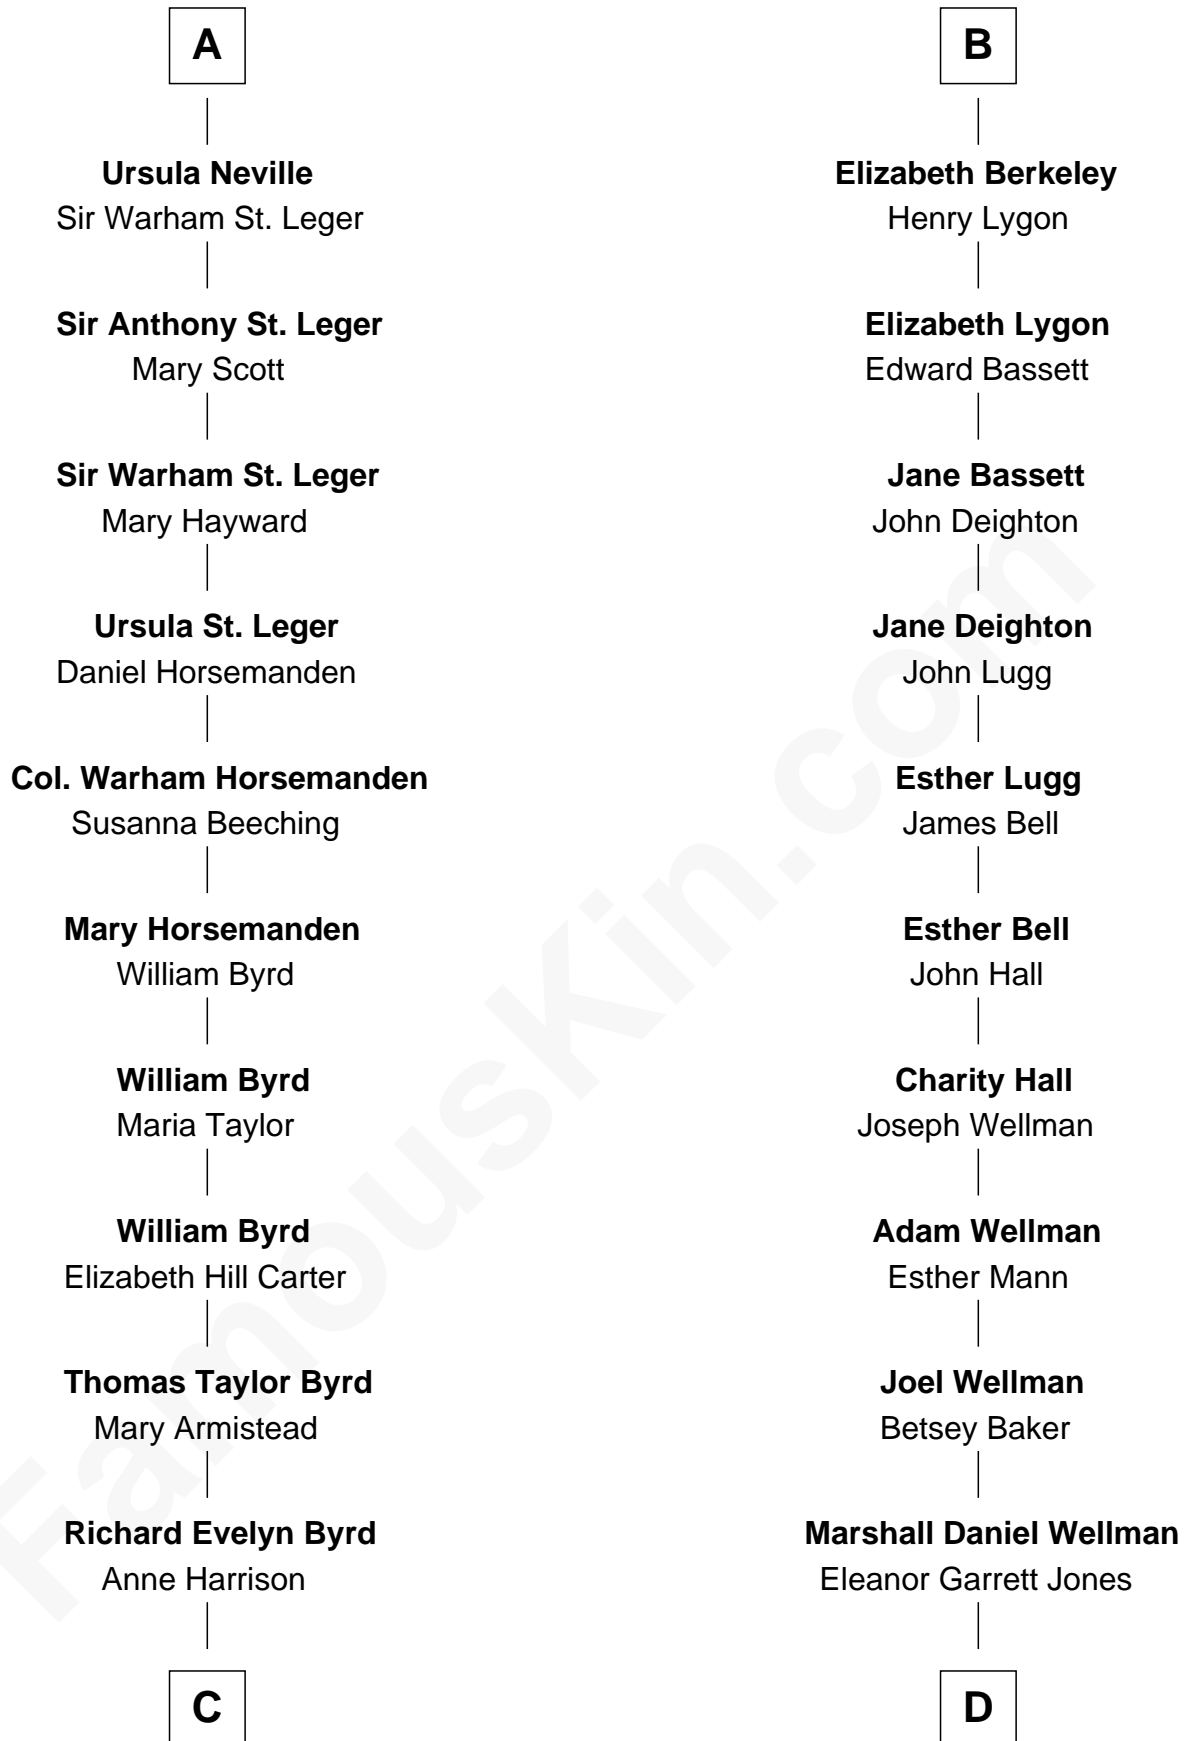 A
Ursula Neville
Sir Warham St. Leger
Sir Anthony St. Leger
Mary Scott
Sir Warham St. Leger
Mary Hayward
Ursula St. Leger
Daniel Horsemanden
Col. Warham Horsemanden
Susanna Beeching
Mary Horsemanden
William Byrd
William Byrd
Maria Taylor
William Byrd
Elizabeth Hill Carter
Thomas Taylor Byrd
Mary Armistead
Richard Evelyn Byrd
Anne Harrison
C
B
Elizabeth Berkeley
Henry Lygon
Elizabeth Lygon
Edward Bassett
Jane Bassett
John Deighton
Jane Deighton
John Lugg
Esther Lugg
James Bell
Esther Bell
John Hall
Charity Hall
Joseph Wellman
Adam Wellman
Esther Mann
Joel Wellman
Betsey Baker
Marshall Daniel Wellman
Eleanor Garrett Jones
D
FamousKin.com